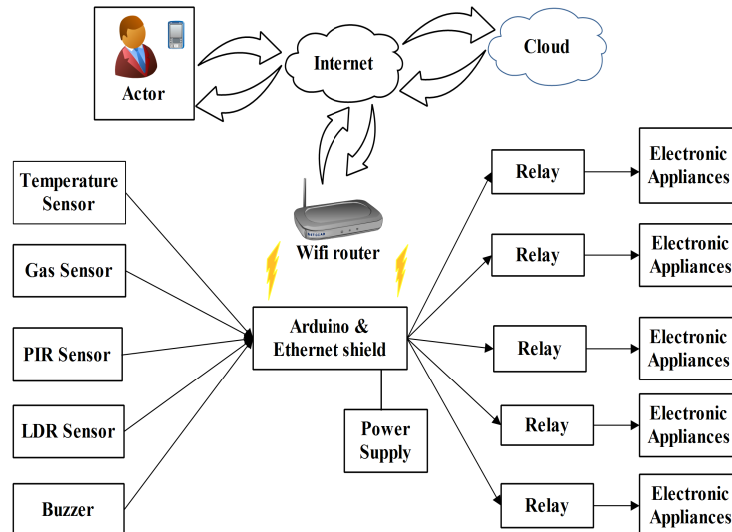 Actor
Internet
Cloud
Wifi router
Temperature
Sensor
Gas Sensor
PIR Sensor
LDR Sensor
Buzzer
Arduino &
Ethernet shield
Power
Supply
Relay
Electronic
Appliances
Relay
Electronic
Appliances
Relay
Electronic
Appliances
Relay
Electronic
Appliances
Relay
Electronic
Appliances